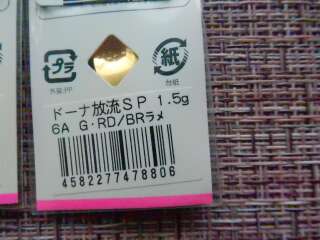 プラ
紙
外装:PP
台紙
ドーナ放流SP 1.5g
6A G·RD/BRラメ
4582277478806